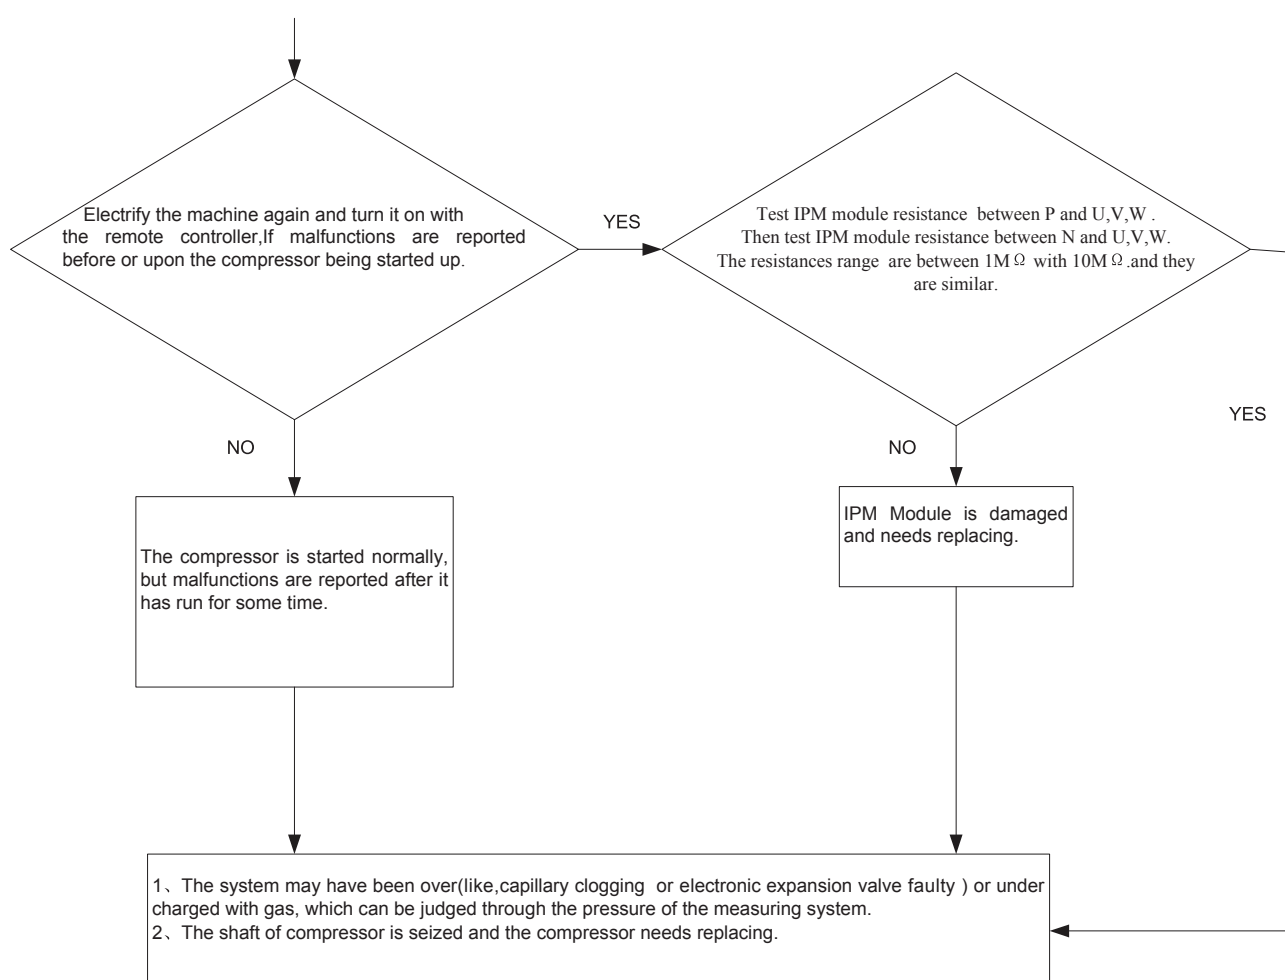 Electrify the machine again and turn it on with
the remote controller,If malfunctions are reported
before or upon the compressor being started up.
YES
Test IPM module resistance between P and U,V,W .
Then test IPM module resistance between N and U,V,W.
The resistances range are between 1MΩ with 10MΩ.and they
are similar.
YES
NO
NO
The compressor is started normally,
but malfunctions are reported after it
has run for some time.
IPM Module is damaged
and needs replacing.
1、The system may have been over(like,capillary clogging or electronic expansion valve faulty ) or under
charged with gas, which can be judged through the pressure of the measuring system.
2、The shaft of compressor is seized and the compressor needs replacing.